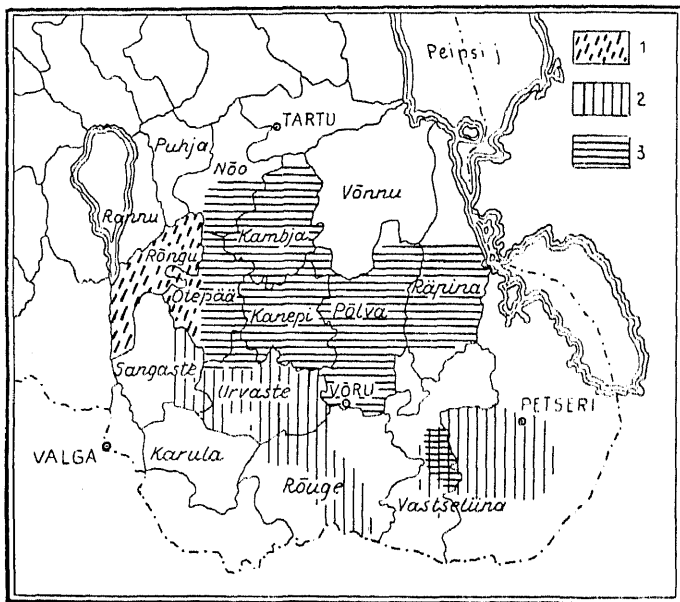 Peipsi j
1
2
3
TARTU
Puhja
Nõo
Võnnu
Rannu
Kambja
Rõngu
Otepää
Kanepi
Põlva
Räpina
Sangaste
Urvaste
VÕRU
PETSERI
VALGA
Karula
Rõuge
Vastseliina